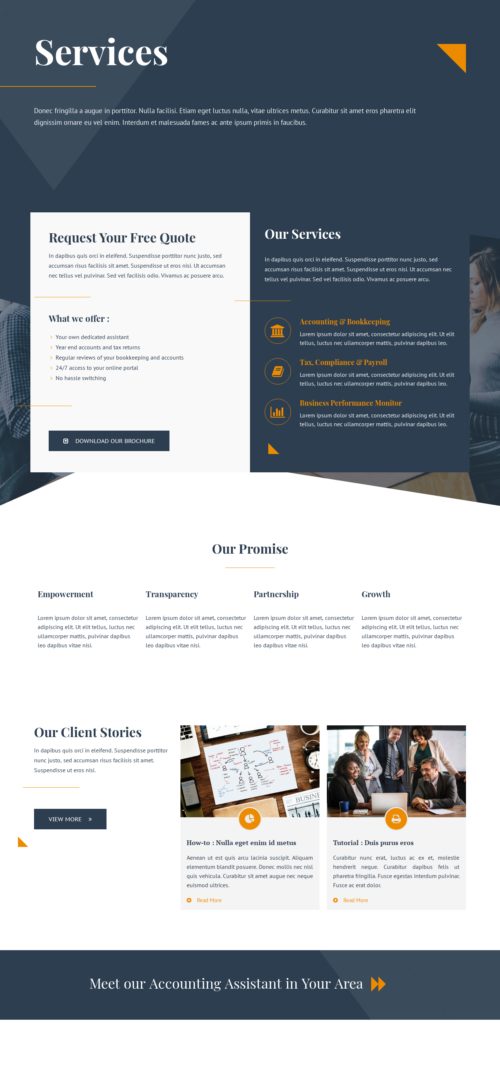 Services
Donec fringilla a augue in porttitor. Nulla facilisi. Etiam eget luctus nulla, vitae ultrices metus. Curabitur sit amet eros pharetra elit
dignissim ornare eu vel enim. Interdum et malesuada fames ac ante ipsum primis in faucibus.
Request Your Free Quote
In dapibus quis orci in eleifend. Suspendisse porttitor nunc justo, sed
accumsan risus facilisis sit amet. Suspendisse ut eros nisi. Ut accumsan
nec tellus vel pulvinar. Sed vel facilisis odio. Vivamus ac posuere arcu.
What we offer :
Your own dedicated assistant
Year end accounts and tax returns
Regular reviews of your bookkeeping and accounts
24/7 access to your online portal
No hassle switching
DOWNLOAD OUR BROCHURE
Our Services
In dapibus quis orci in eleifend. Suspendisse porttitor nunc justo, sed
accumsan risus facilisis sit amet. Suspendisse ut eros nisi. Ut accumsan
nec tellus vel pulvinar. Sed vel facilisis odio. Vivamus ac posuere arcu.
Accounting & Bookkeeping
Lorem ipsum dolor sit amet, consectetur adipiscing elit. Ut elit
tellus, luctus nec ullamcorper mattis, pulvinar dapibus leo.
Tax, Compliance & Payroll
Lorem ipsum dolor sit amet, consectetur adipiscing elit. Ut elit
tellus, luctus nec ullamcorper mattis, pulvinar dapibus leo.
Business Performance Monitor
Lorem ipsum dolor sit amet, consectetur adipiscing elit. Ut elit
tellus, luctus nec ullamcorper mattis, pulvinar dapibus leo.
Our Promise
Empowerment
Lorem ipsum dolor sit amet, consectetur
adipiscing elit. Ut elit tellus, luctus nec
ullamcorper mattis, pulvinar dapibus
leo dapibus vitae nisi.
Transparency
Lorem ipsum dolor sit amet, consectetur
adipiscing elit. Ut elit tellus, luctus nec
ullamcorper mattis, pulvinar dapibus
leo dapibus vitae nisi.
Partnership
Lorem ipsum dolor sit amet, consectetur
adipiscing elit. Ut elit tellus, luctus nec
ullamcorper mattis, pulvinar dapibus
leo dapibus vitae nisi.
Growth
Lorem ipsum dolor sit amet, consectetur
adipiscing elit. Ut elit tellus, luctus nec
ullamcorper mattis, pulvinar dapibus
leo dapibus vitae nisi.
Our Client Stories
In dapibus quis orci in eleifend. Suspendisse porttitor
nunc justo, sed accumsan risus facilisis sit amet.
Suspendisse ut eros nisi.
VIEW MORE »
BUSINESS
How-to : Nulla eget enim id metus
Aenean ut est quis arcu lacinia suscipit. Aliquam
elementum blandit posuere. Donec mollis nec nisl
quis vehicula. Curabitur sit amet augue nec neque
euismod ultrices.
Read More
Tutorial : Duis purus eros
Curabitur nunc erat, luctus ac ex et, molestie
hendrerit neque. Curabitur dapibus felis ut
pharetra fringilla. Fusce egestas interdum pulvinar.
Fusce ac erat dolor.
Read More
Meet our Accounting Assistant in Your Area